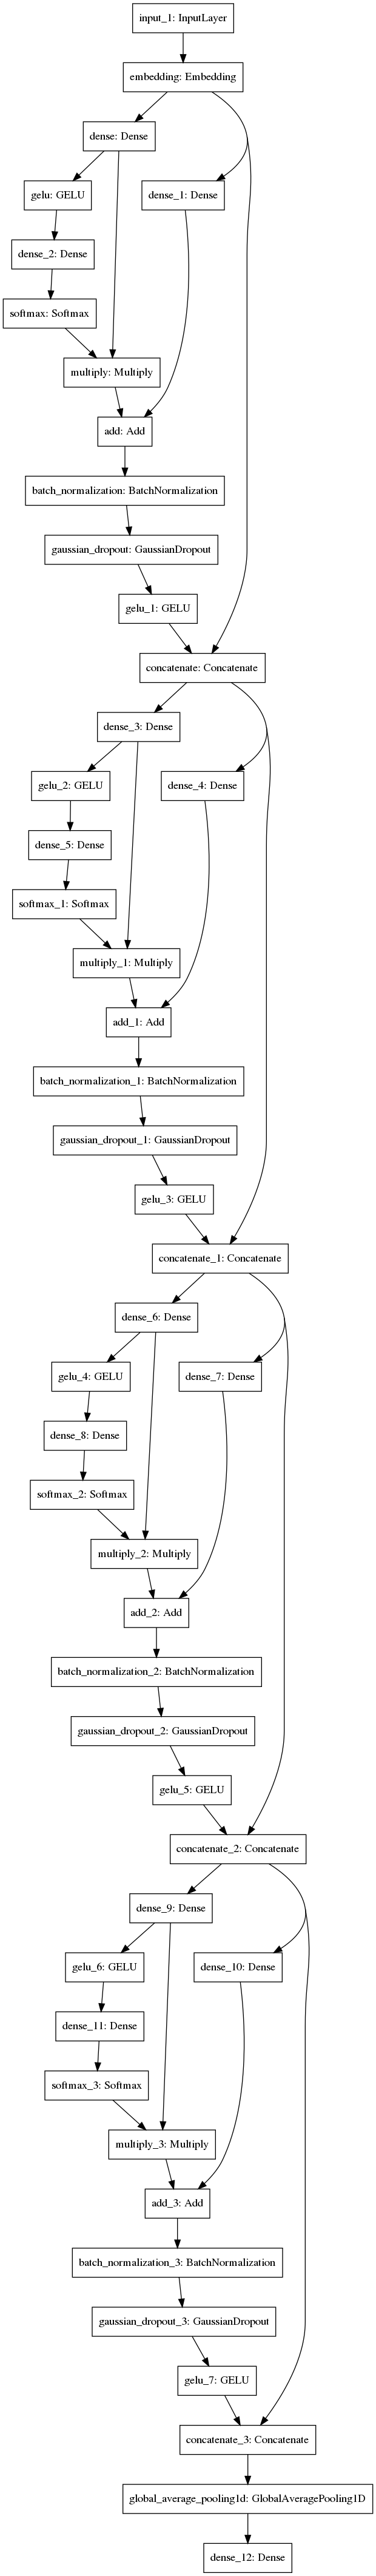 input_1: InputLayer
embedding: Embedding
dense: Dense
gelu: GELU
dense_1: Dense
dense_2: Dense
softmax: Softmax
multiply: Multiply
add: Add
batch_normalization: BatchNormalization
gaussian_dropout: GaussianDropout
gelu_1: GELU
concatenate: Concatenate
dense_3: Dense
gelu_2: GELU
dense_4: Dense
dense_5: Dense
softmax_1: Softmax
multiply_1: Multiply
add_1: Add
batch_normalization_1: BatchNormalization
gaussian_dropout_1: GaussianDropout
gelu_3: GELU
concatenate_1: Concatenate
dense_6: Dense
gelu_4: GELU
dense_7: Dense
dense_8: Dense
softmax_2: Softmax
multiply_2: Multiply
add_2: Add
batch_normalization_2: BatchNormalization
gaussian_dropout_2: GaussianDropout
gelu_5: GELU
concatenate_2: Concatenate
dense_9: Dense
gelu_6: GELU
dense_10: Dense
dense_11: Dense
softmax_3: Softmax
multiply_3: Multiply
add_3: Add
batch_normalization_3: BatchNormalization
gaussian_dropout_3: GaussianDropout
gelu_7: GELU
concatenate_3: Concatenate
global_average_pooling1d: GlobalAveragePooling1D
dense_12: Dense